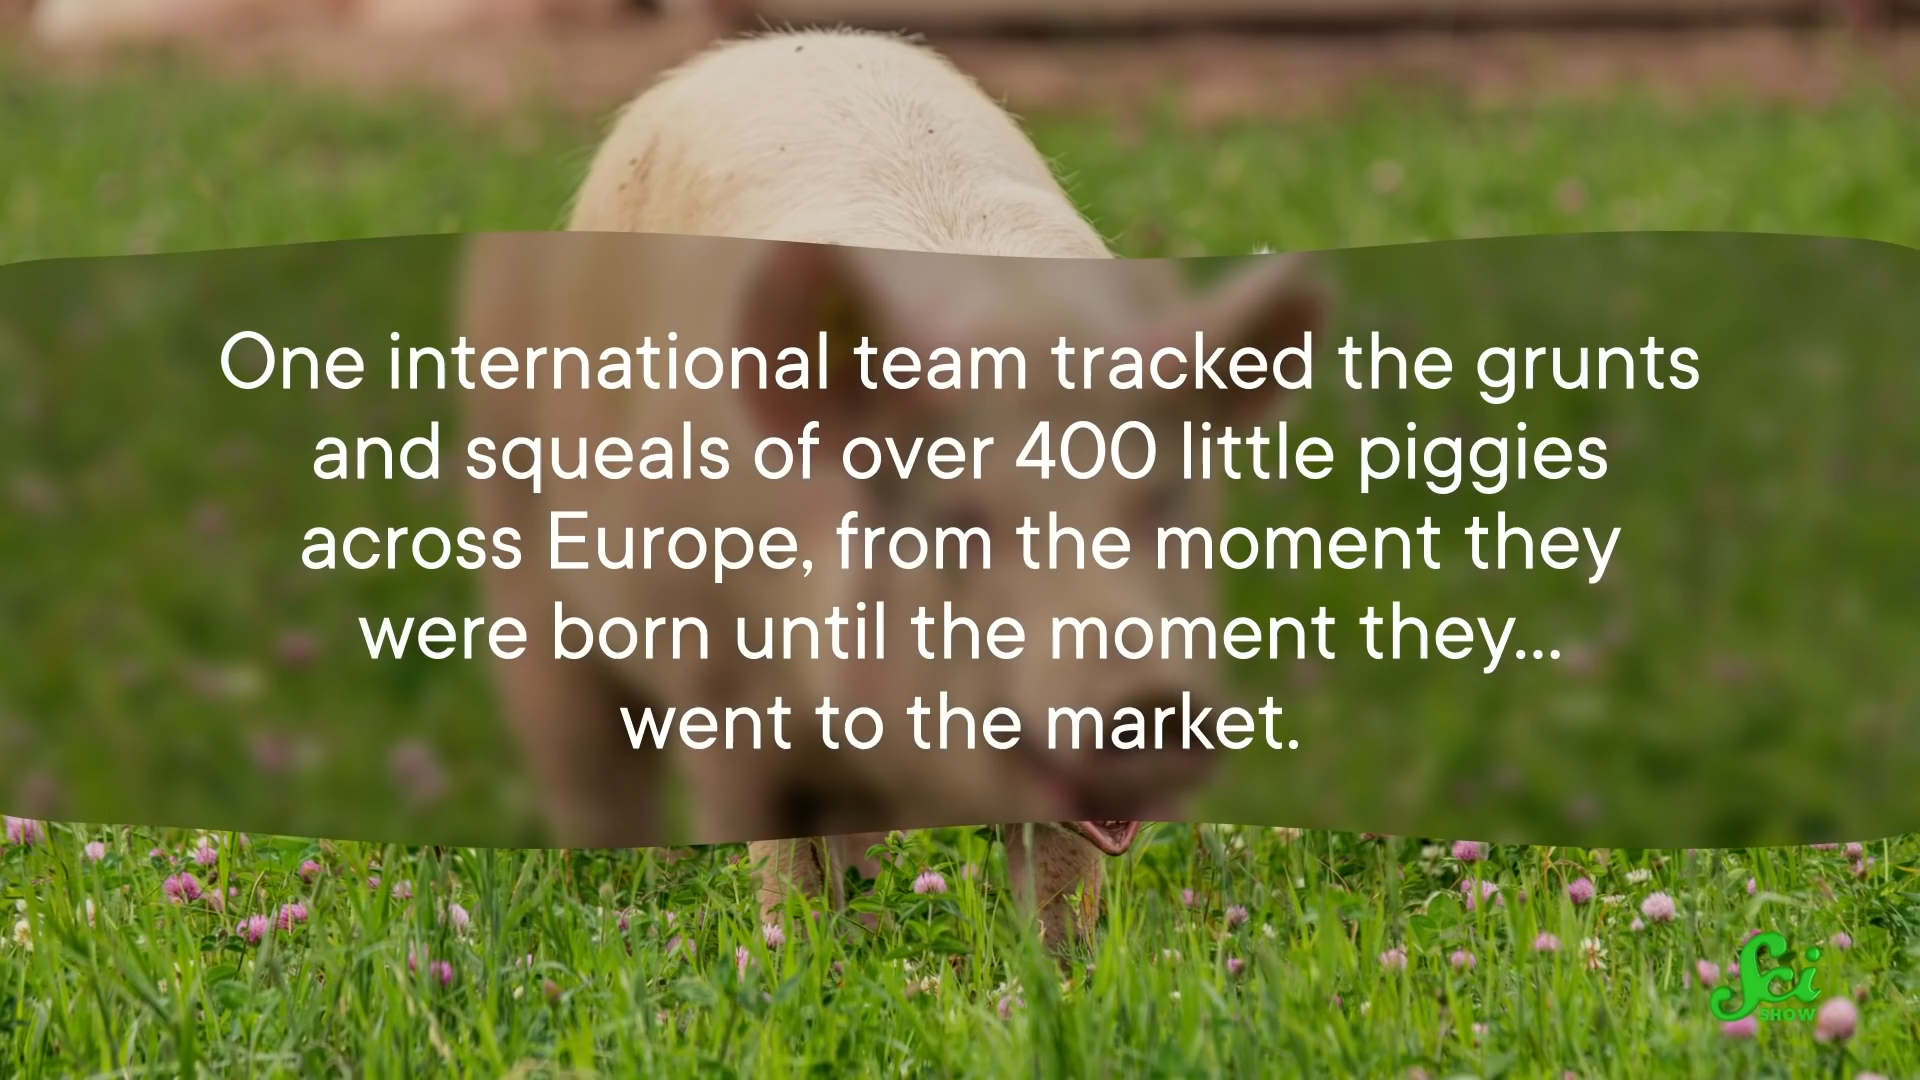 One international team tracked the grunts
and squeals of over 400 little piggies
across Europe, from the moment they
were born until the moment they...
went to the market.
Sci
SHOW